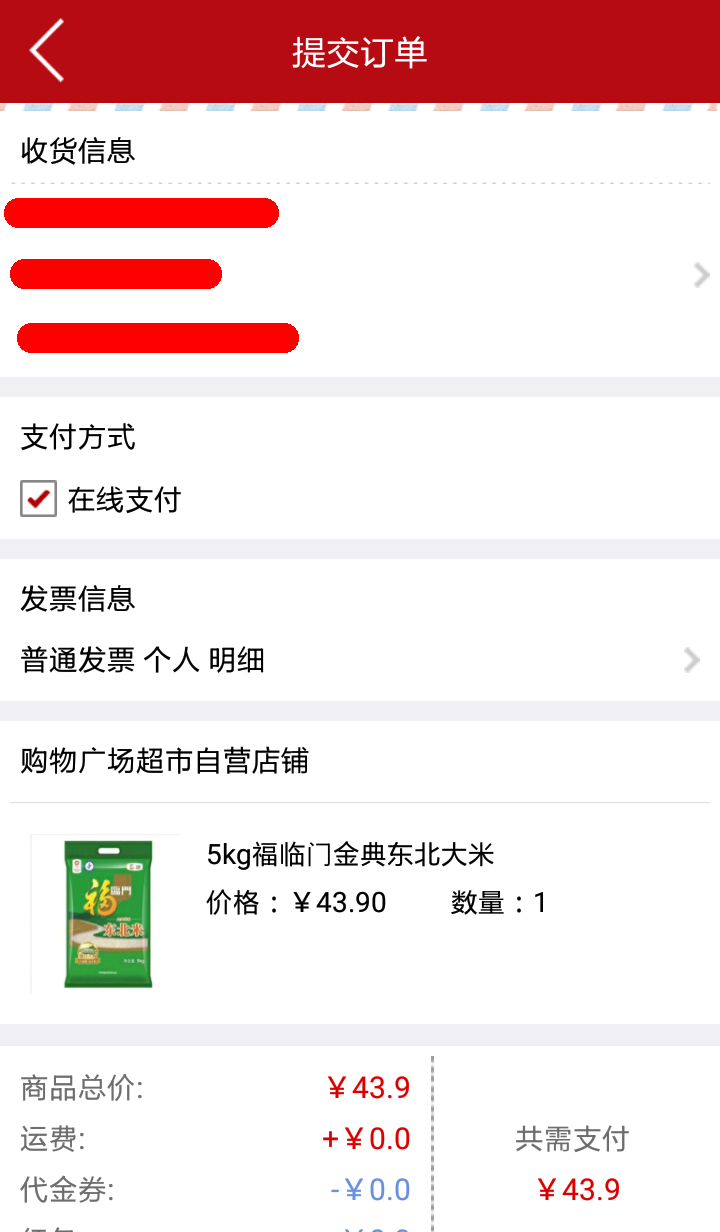 提交订单
收货信息
支付方式
在线支付
发票信息
普通发票 个人 明细
购物广场超市自营店铺
福临門
东北米
5kg福临门金典东北大米
价格：￥43.90 数量：1
商品总价: ￥43.9
运费: +￥0.0
共需支付
代金券: -￥0.0
￥43.9